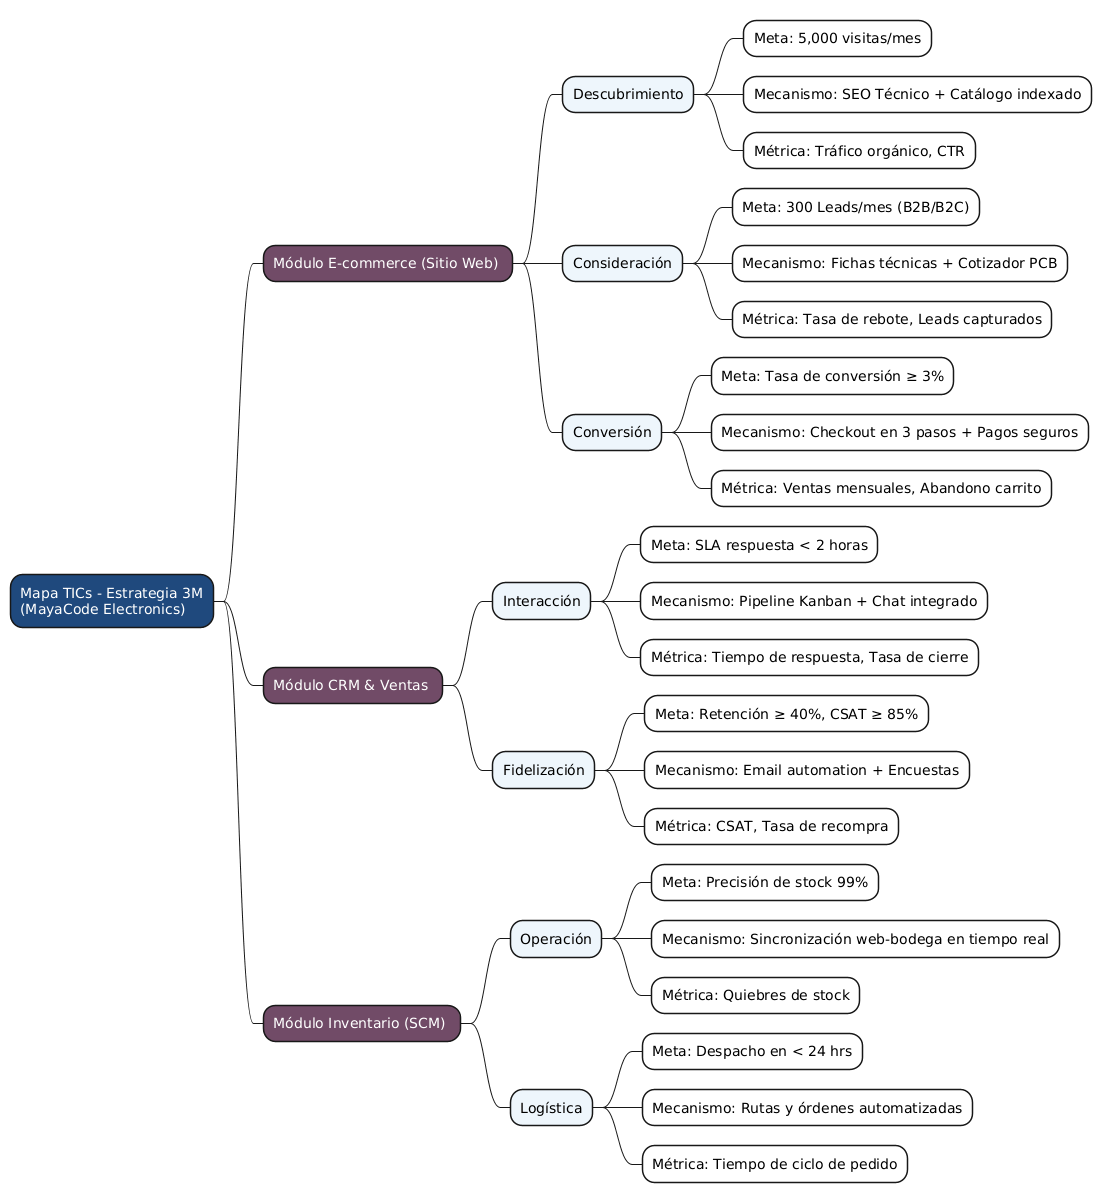 Mapa TICs - Estrategia 3M
(MayaCode Electronics)
Módulo E-commerce (Sitio Web)
Descubrimiento
Meta: 5,000 visitas/mes
Mecanismo: SEO Técnico + Catálogo indexado
Métrica: Tráfico orgánico, CTR
Consideración
Meta: 300 Leads/mes (B2B/B2C)
Mecanismo: Fichas técnicas + Cotizador PCB
Métrica: Tasa de rebote, Leads capturados
Conversión
Meta: Tasa de conversión ≥ 3%
Mecanismo: Checkout en 3 pasos + Pagos seguros
Métrica: Ventas mensuales, Abandono carrito
Módulo CRM & Ventas
Interacción
Meta: SLA respuesta < 2 horas
Mecanismo: Pipeline Kanban + Chat integrado
Métrica: Tiempo de respuesta, Tasa de cierre
Fidelización
Meta: Retención ≥ 40%, CSAT ≥ 85%
Mecanismo: Email automation + Encuestas
Métrica: CSAT, Tasa de recompra
Módulo Inventario (SCM)
Operación
Meta: Precisión de stock 99%
Mecanismo: Sincronización web-bodega en tiempo real
Métrica: Quiebres de stock
Logística
Meta: Despacho en < 24 hrs
Mecanismo: Rutas y órdenes automatizadas
Métrica: Tiempo de ciclo de pedido